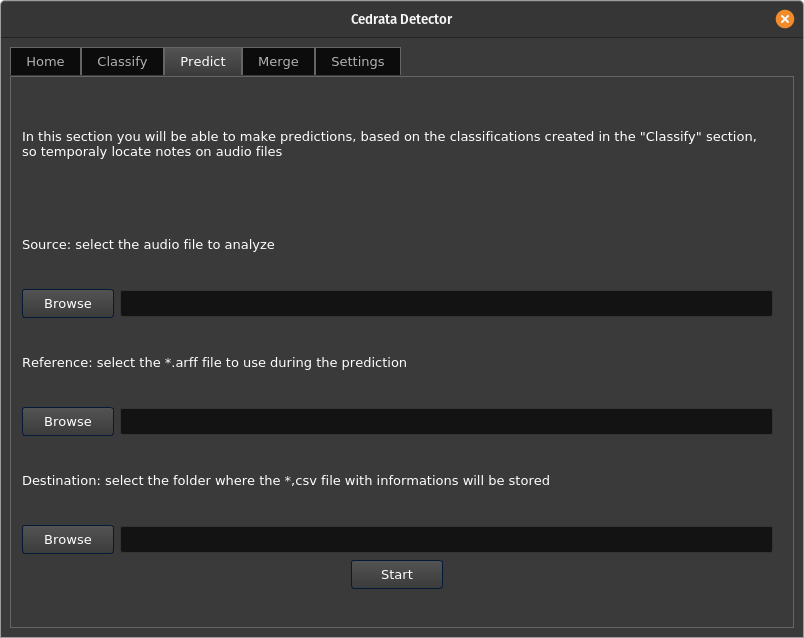 Cedrata Detector
Home Classify Predict Merge Settings
In this section you will be able to make predictions, based on the classifications created in the "Classify" section,
so temporaly locate notes on audio files
Source: select the audio file to analyze
Browse
Reference: select the *.arff file to use during the prediction
Browse
Destination: select the folder where the *,csv file with informations will be stored
Browse
Start